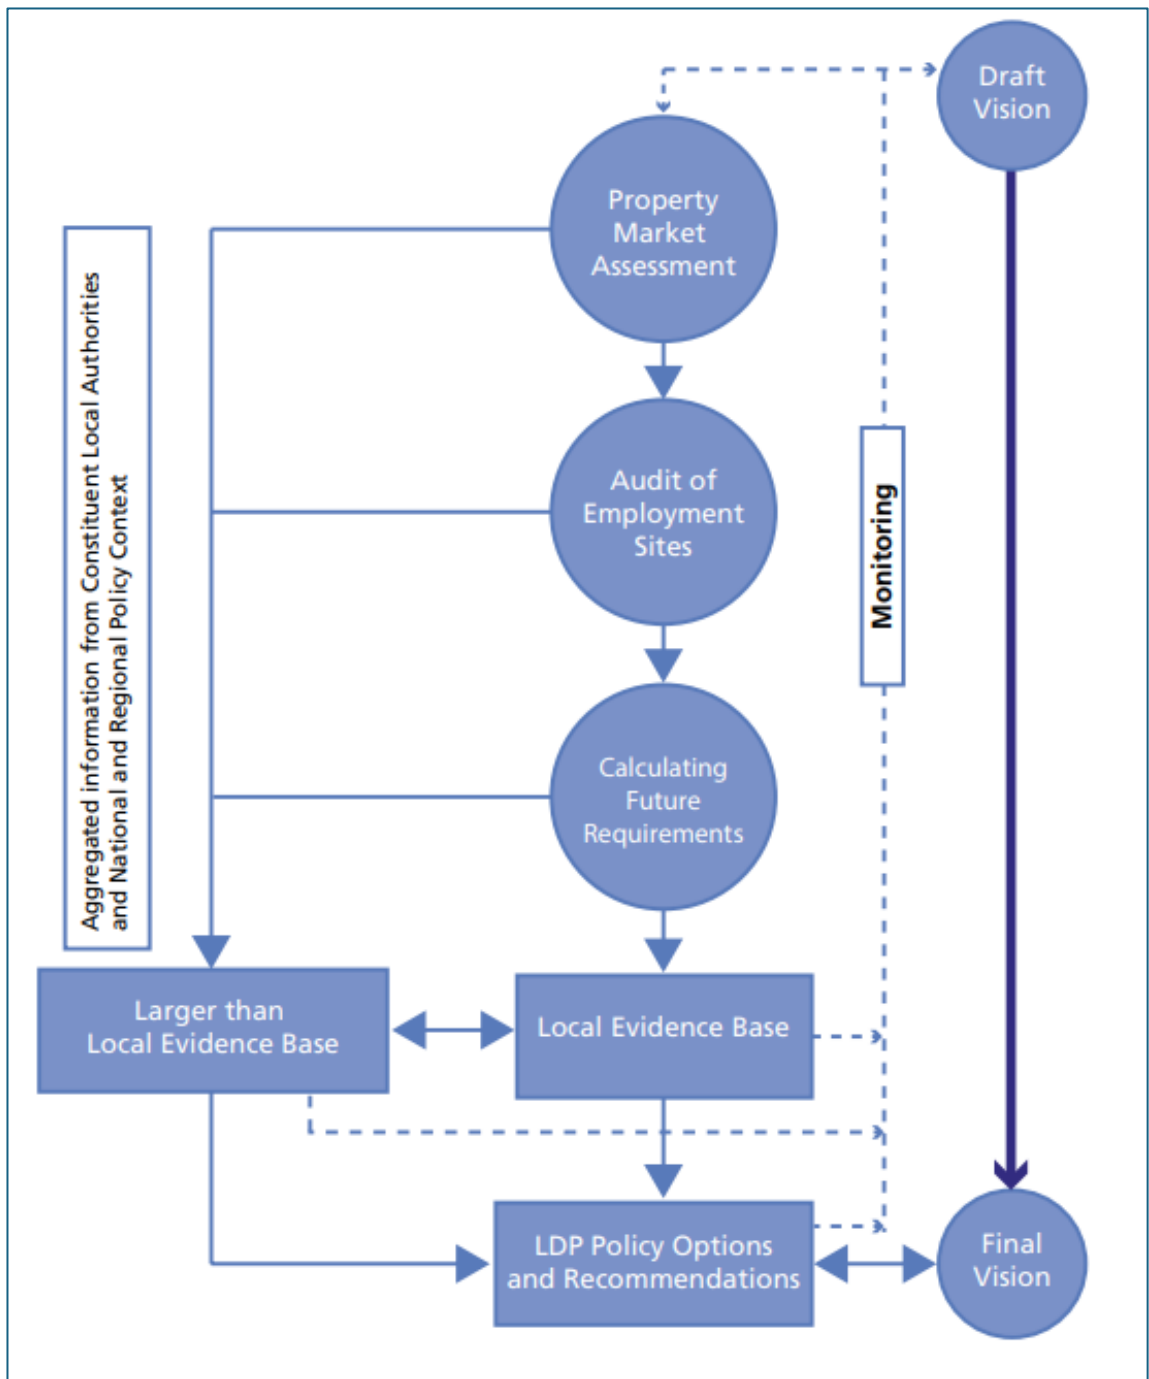 Draft
Vision
Property
Market
Assessment
Aggregated information from Constituent Local Authorities
and National and Regional Policy Context
Audit of
Employment
Sites
Monitoring
Calculating
Future
Requirements
Larger than
Local Evidence Base
Local Evidence Base
LDP Policy Options
and Recommendations
Final
Vision